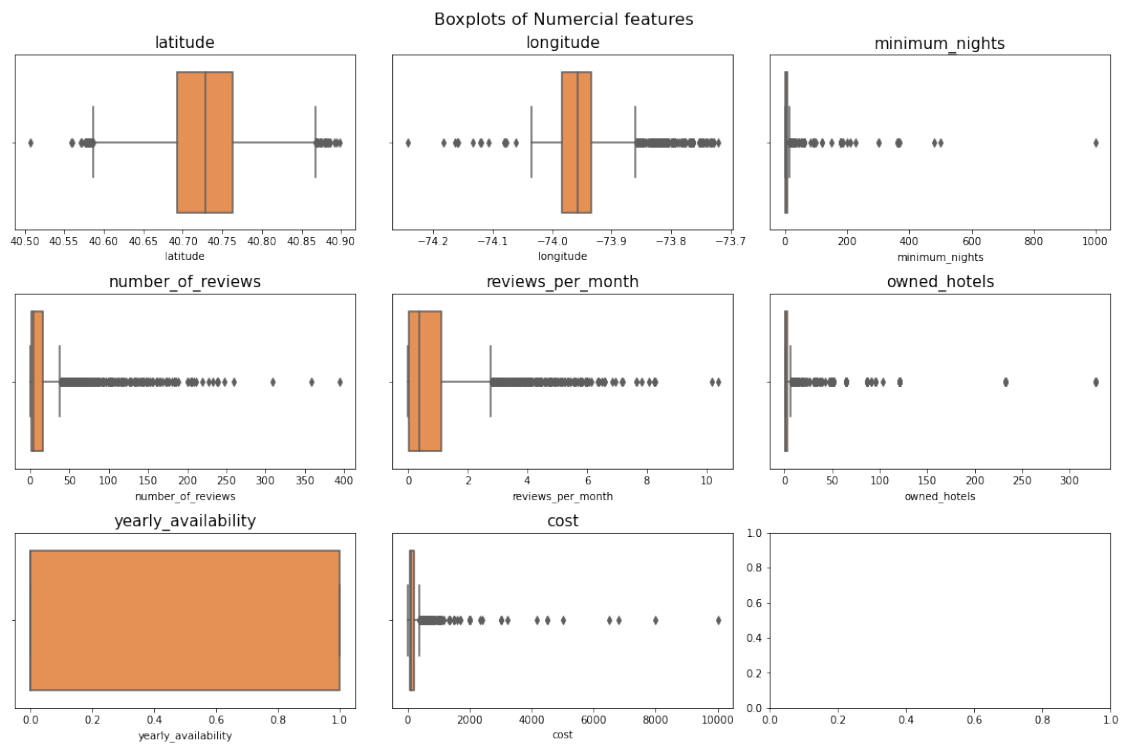 Boxplots of Numercial features
latitude longitude minimum_nights
40.50 40.55 40.60 40.65 40.70 40.75 40.80 40.85 40.90
latitude
−74.2 −74.1 −74.0 −73.9 −73.8 −73.7
longitude
0 200 400 600 800 1000
minimum_nights
number_of_reviews reviews_per_month owned_hotels
0 50 100 150 200 250 300 350 400
number_of_reviews
0 2 4 6 8 10
reviews_per_month
0 50 100 150 200 250 300
owned_hotels
yearly_availability cost
0.0 0.2 0.4 0.6 0.8 1.0
yearly_availability
0 2000 4000 6000 8000 10000
cost
1.0
0.8
0.6
0.4
0.2
0.0
0.0 0.2 0.4 0.6 0.8 1.0